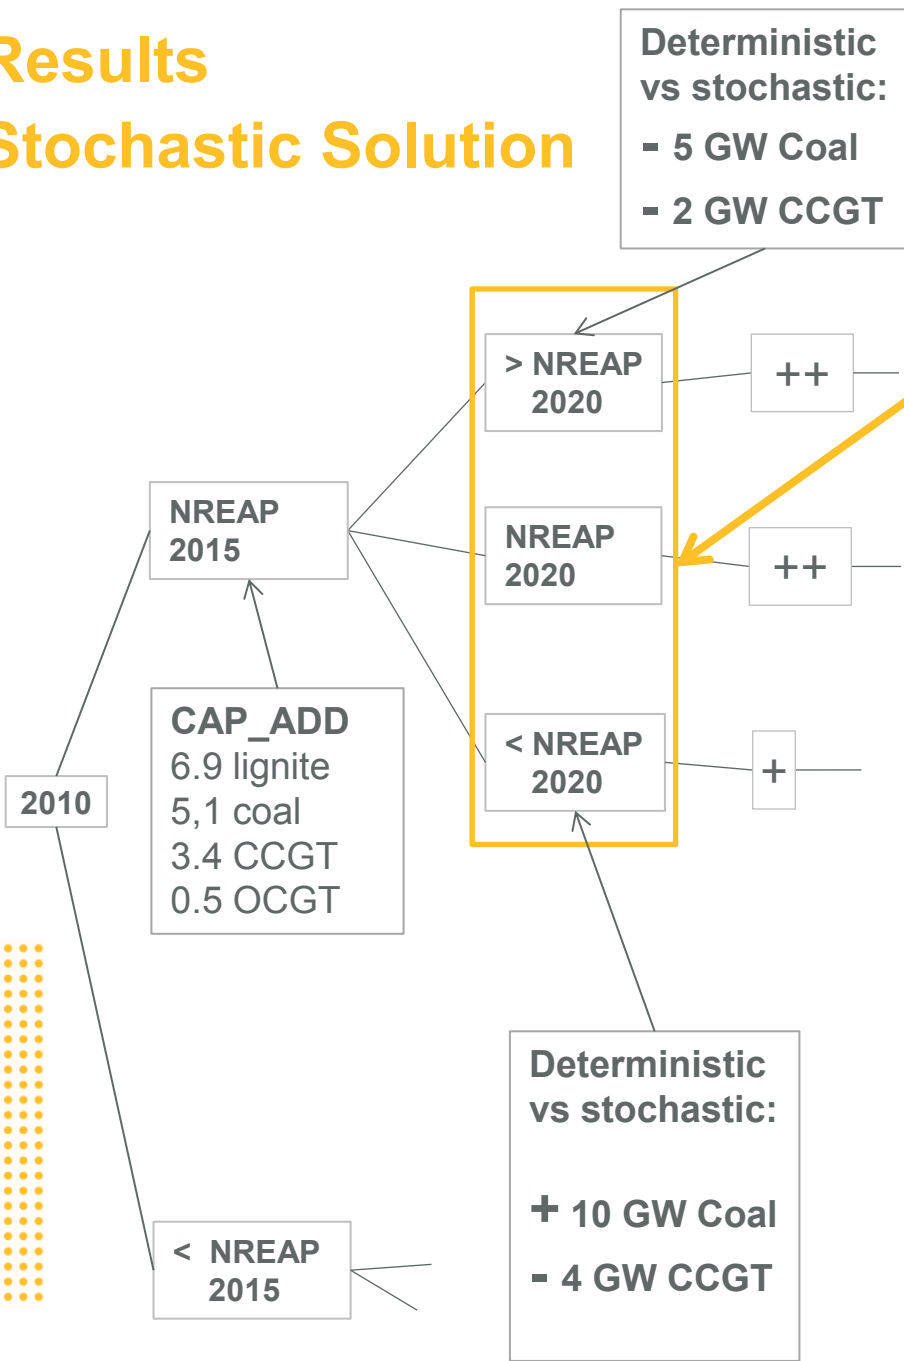 Results
Stochastic Solution
Deterministic
vs stochastic:
- 5 GW Coal
- 2 GW CCGT
> NREAP
2020
++
NREAP
2015
NREAP
2020
++
CAP_ADD
6.9 lignite
5,1 coal
3.4 CCGT
0.5 OCGT
< NREAP
2020
+
2010
Deterministic
vs stochastic:
+ 10 GW Coal
- 4 GW CCGT
< NREAP
2015